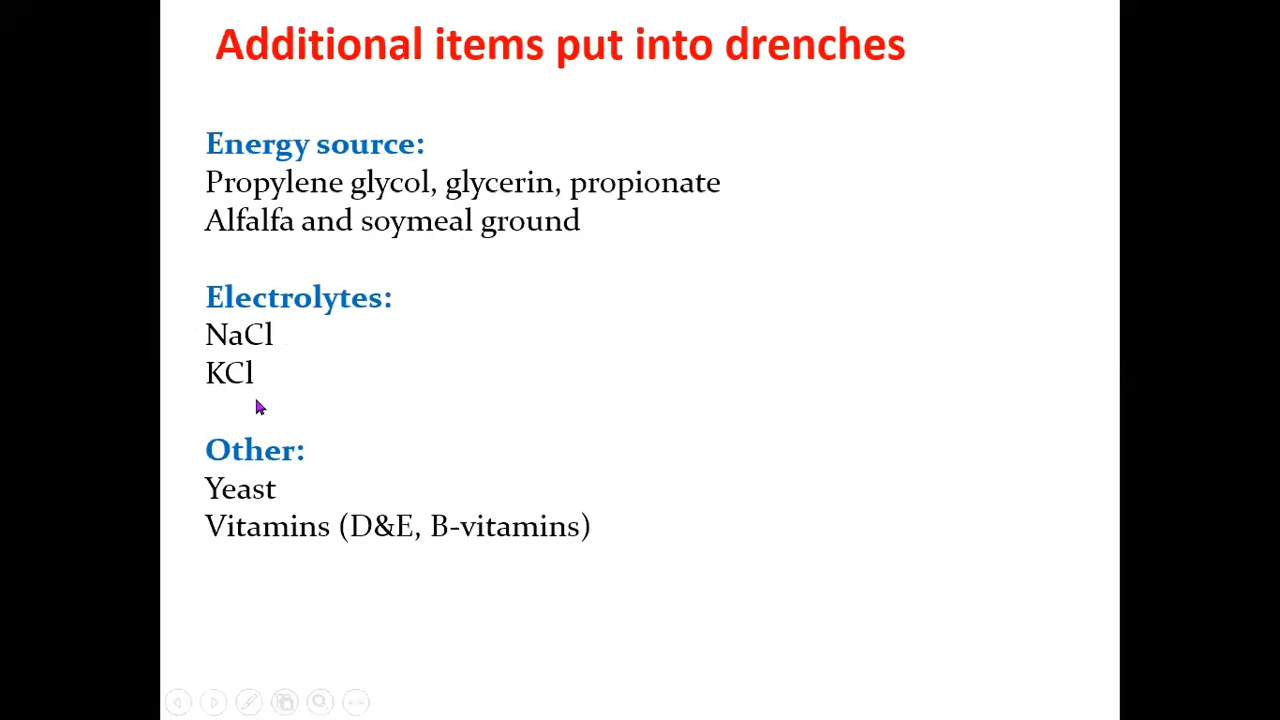 Additional items put into drenches
Energy source:
Propylene glycol, glycerin, propionate
Alfalfa and soymeal ground
Electrolytes:
NaCl
KCl
Other:
Yeast
Vitamins (D&E, B-vitamins)